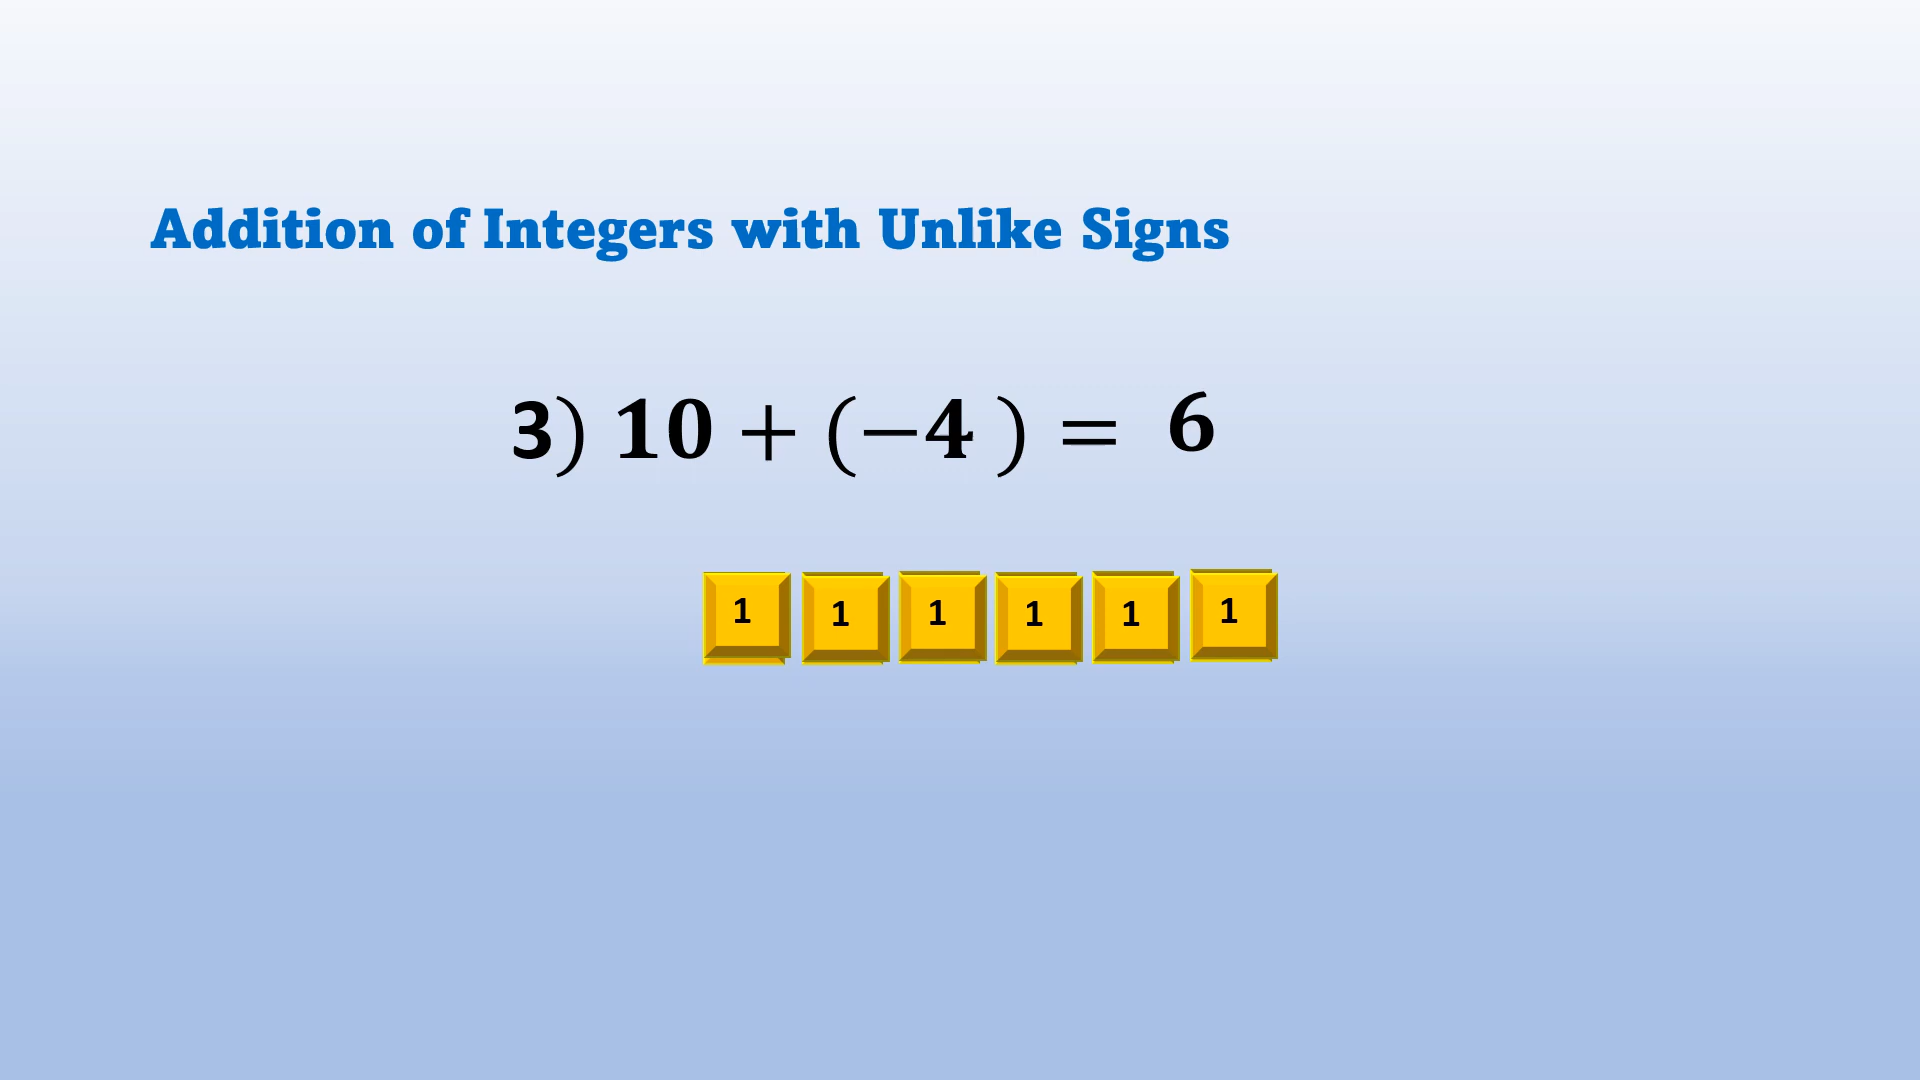 Addition of Integers with Unlike Signs
3) 10 + (−4 ) = 6
1 1 1 1 1 1